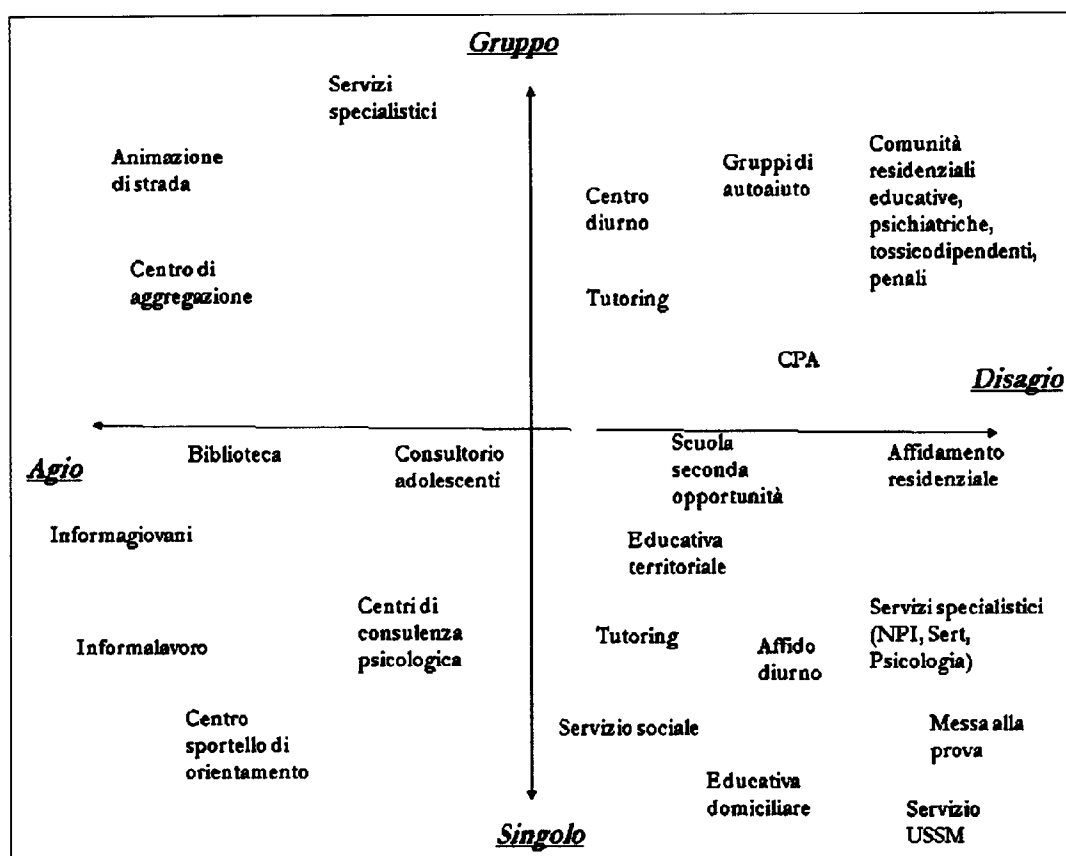 Gruppo
Servizi
specialistici
Animazione
di strada
Centro di
aggregazione
Centro
diurno
Gruppi di
autoaiuto
Comunità
residenziali
educative,
psichiatriche,
tossicodipendenti,
penali
Tutoring
CPA
Disagio
Agio
Biblioteca
Consultorio
adolescenti
Scuola
seconda
opportunità
Affidamento
residenziale
Informagiovani
Educativa
territoriale
Informalavoro
Centri di
consulenza
psicologica
Tutoring
Affido
diurno
Servizi specialistici
(NPI, Sert,
Psicologia)
Centro
sportello di
orientamento
Servizio sociale
Messa alla
prova
Educativa
domiciliare
Servizio
USSM
Singolo